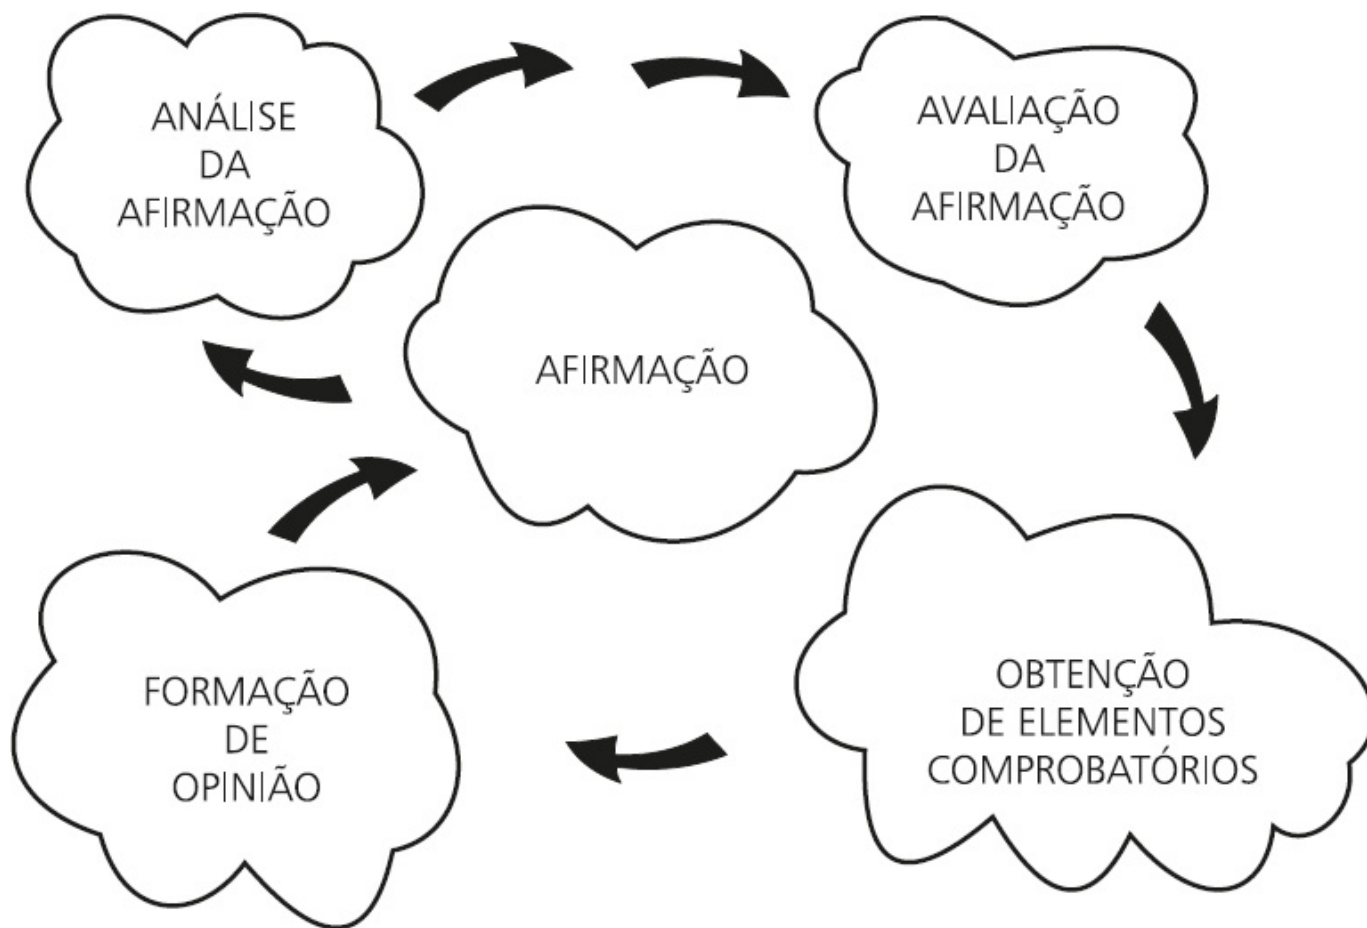 ANÁLISE
DA
AFIRMAÇÃO
AVALIAÇÃO
DA
AFIRMAÇÃO
AFIRMAÇÃO
FORMAÇÃO
DE
OPINIÃO
OBTENÇÃO
DE ELEMENTOS
COMPROBATÓRIOS